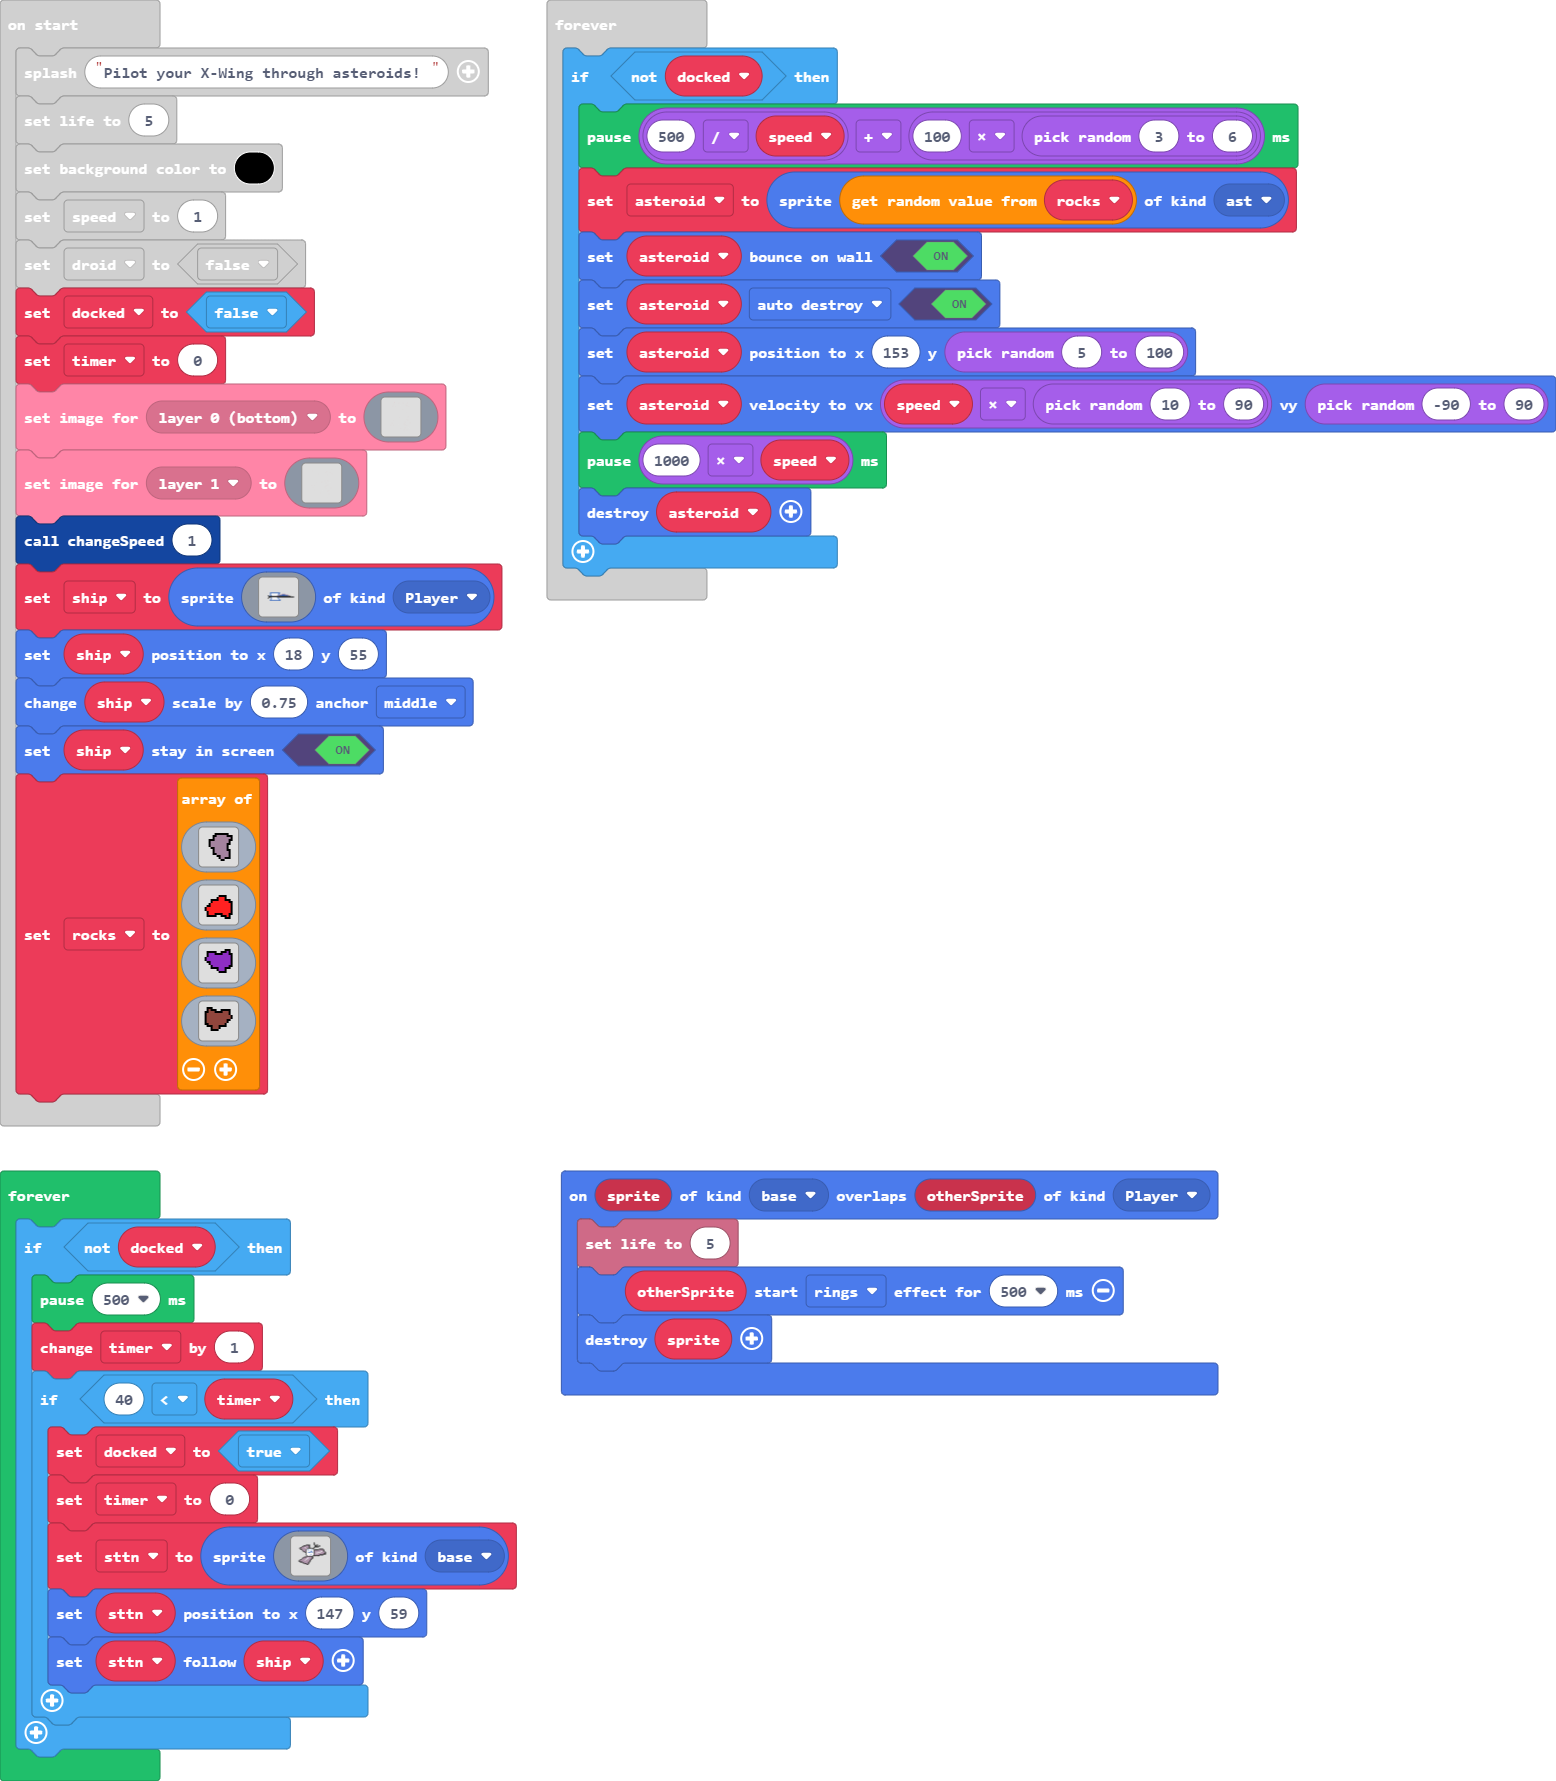 on start
splash "Pilot your X-Wing through asteroids! "
set life to 5
set background color to
set speed to 1
set droid to false
set docked to false
set timer to 0
set image for layer 0 (bottom) to
set image for layer 1 to
call changeSpeed 1
set ship to sprite of kind Player
set ship position to x 18 y 55
change ship scale by 0.75 anchor middle
set ship stay in screen ON
array of
set rocks to
forever
if not docked then
pause 500 / speed + 100 × pick random 3 to 6 ms
set asteroid to sprite get random value from rocks of kind ast
set asteroid bounce on wall ON
set asteroid auto destroy ON
set asteroid position to x 153 y pick random 5 to 100
set asteroid velocity to vx speed × pick random 10 to 90 vy pick random -90 to 90
pause 1000 × speed ms
destroy asteroid
forever
if not docked then
pause 500 ms
change timer by 1
if 40 < timer then
set docked to true
set timer to 0
set sttn to sprite of kind base
set sttn position to x 147 y 59
set sttn follow ship
on sprite of kind base overlaps otherSprite of kind Player
set life to 5
otherSprite start rings effect for 500 ms
destroy sprite